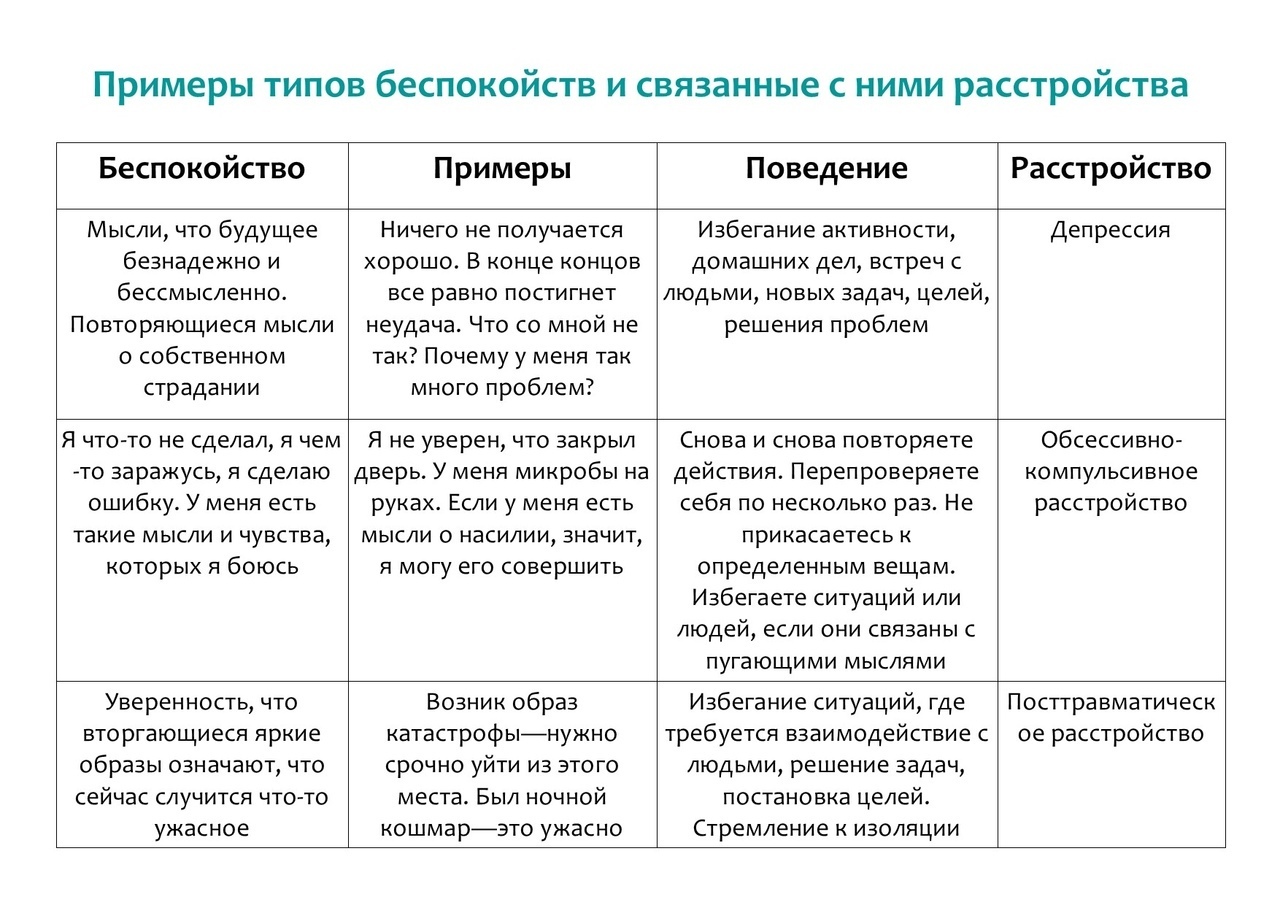 Примеры типов беспокойств и связанные с ними расстройства
Беспокойство
Примеры
Поведение
Расстройство
Мысли, что будущее
безнадежно и
бессмысленно.
Повторяющиеся мысли
о собственном
страдании
Ничего не получается
хорошо. В конце концов
все равно постигнет
неудача. Что со мной не
так? Почему у меня так
много проблем?
Избегание активности,
домашних дел, встреч с
людьми, новых задач, целей,
решения проблем
Депрессия
Я что-то не сделал, я чем
-то заражусь, я сделаю
ошибку. У меня есть
такие мысли и чувства,
которых я боюсь
Я не уверен, что закрыл
дверь. У меня микробы на
руках. Если у меня есть
мысли о насилии, значит,
я могу его совершить
Снова и снова повторяете
действия. Перепроверяете
себя по несколько раз. Не
прикасаетесь к
определенным вещам.
Избегаете ситуаций или
людей, если они связаны с
пугающими мыслями
Обсессивно-
компульсивное
расстройство
Уверенность, что
вторгающиеся яркие
образы означают, что
сейчас случится что-то
ужасное
Возник образ
катастрофы—нужно
срочно уйти из этого
места. Был ночной
кошмар—это ужасно
Избегание ситуаций, где
требуется взаимодействие с
людьми, решение задач,
постановка целей.
Стремление к изоляции
Посттравматическ
ое расстройство